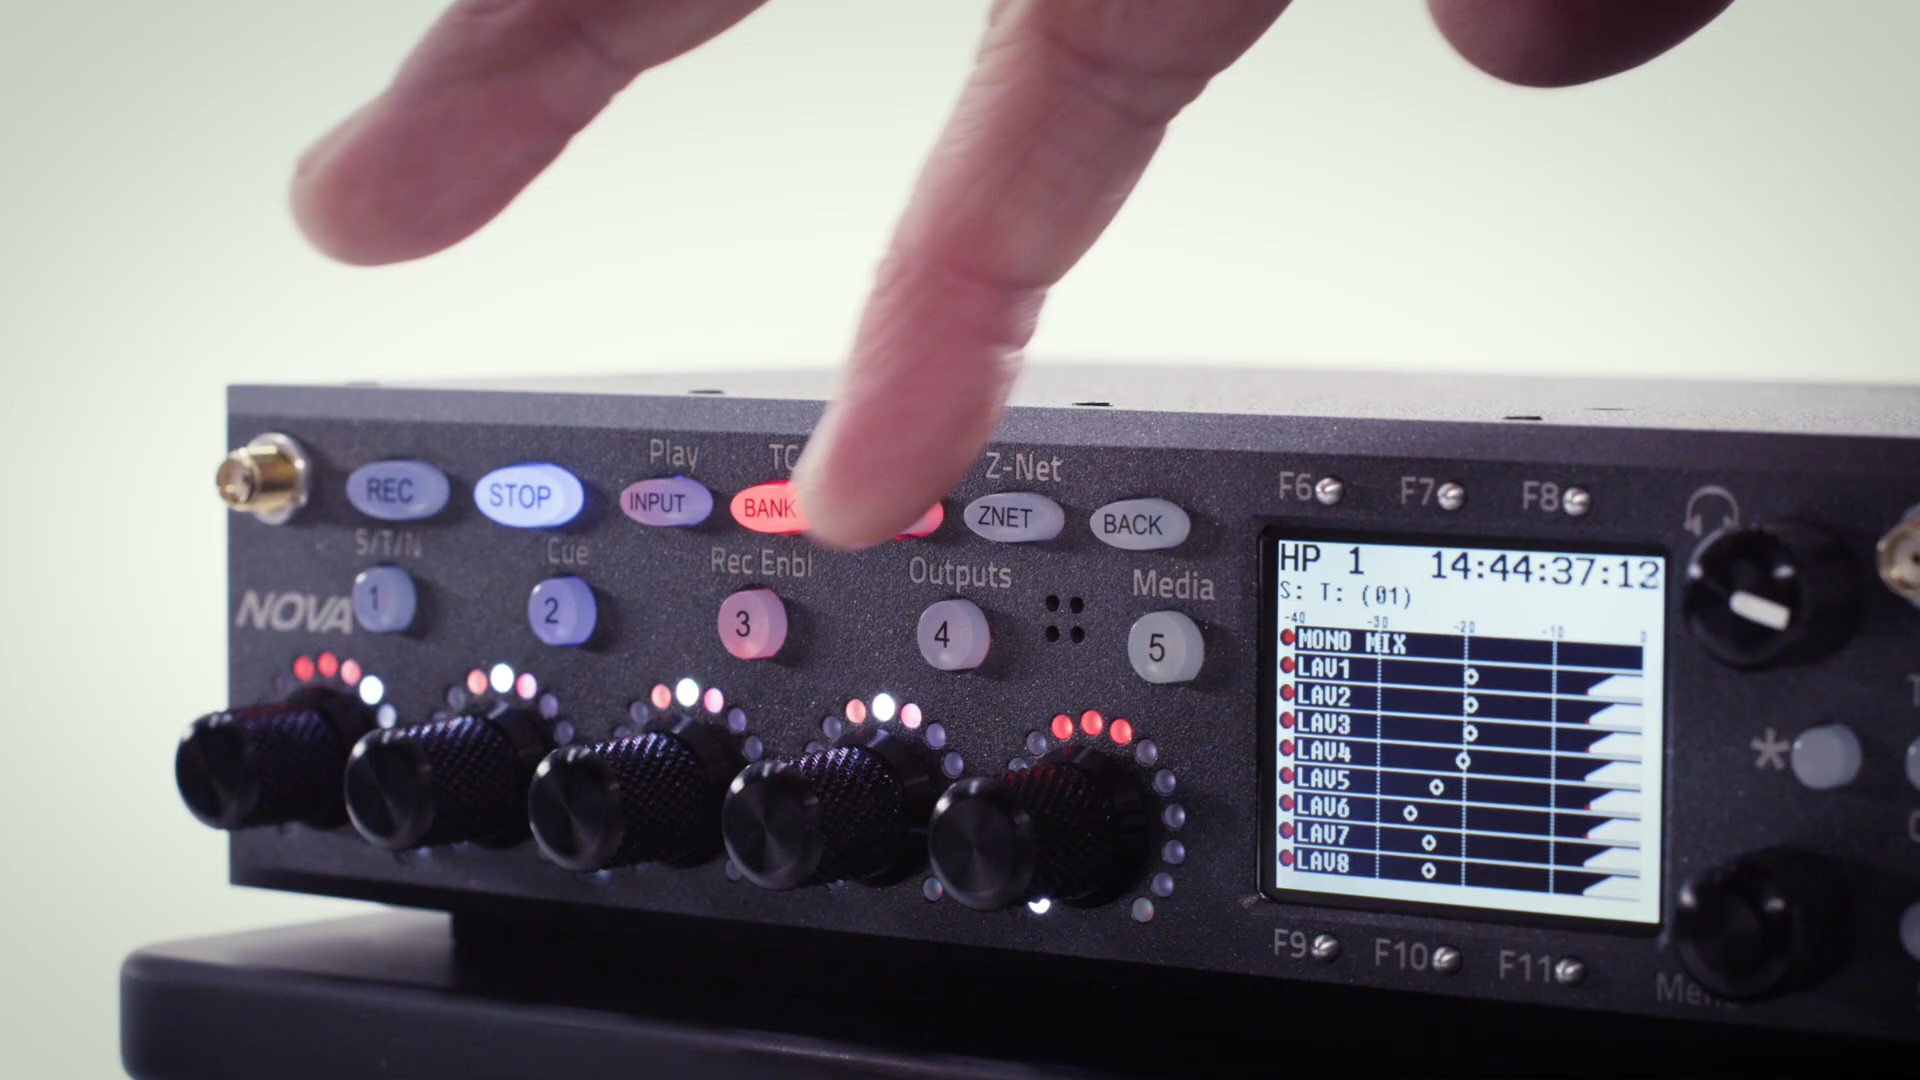 Play TC Z-Net
REC STOP INPUT BANK ZNET BACK
S/T/N Cue Rec Enbl Outputs Media
NOVA 1 2 3 4 5
F6 F7 F8
HP 1 14:44:37:12
S: T: (01)
-40 -30 -20 -10 0
MONO MIX
LAV1
LAV2
LAV3
LAV4
LAV5
LAV6
LAV7
LAV8
*
F9 F10 F11
Menu